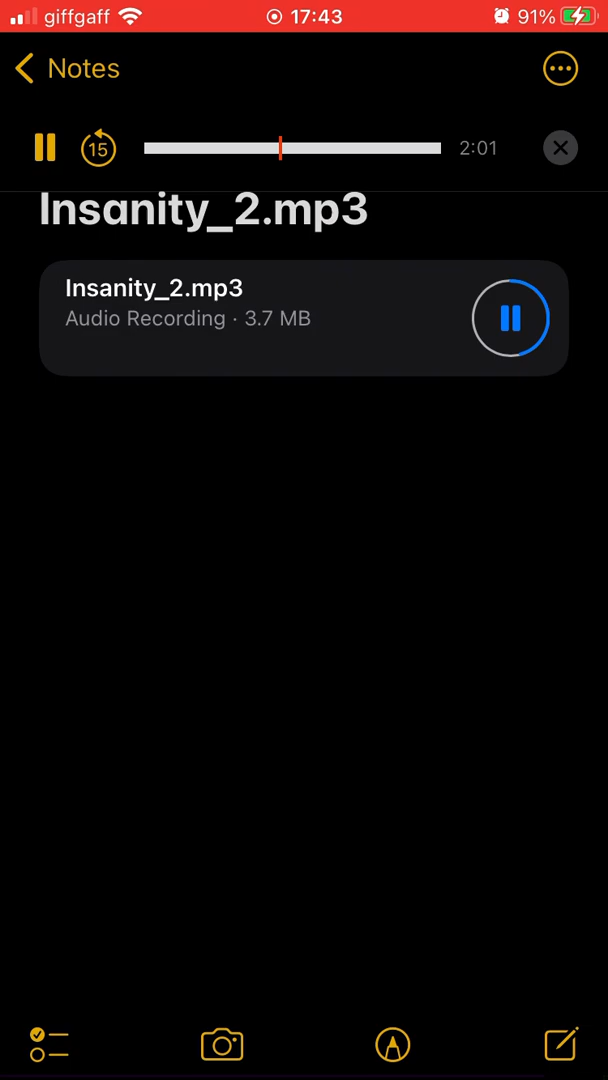 giffgaff 17:43 91%
Notes
15 2:01
Insanity_2.mp3
Insanity_2.mp3
Audio Recording · 3.7 MB